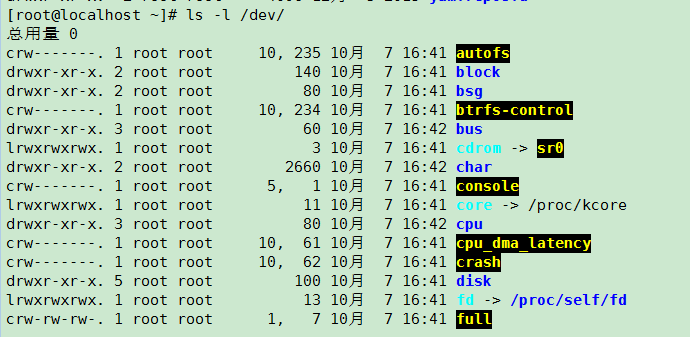 [root@localhost ~]# ls -l /dev/
总用量 0
crw-------. 1 root root     10, 235 10月  7 16:41 autofs
drwxr-xr-x. 2 root root         140 10月  7 16:41 block
drwxr-xr-x. 2 root root          80 10月  7 16:41 bsg
crw-------. 1 root root     10, 234 10月  7 16:41 btrfs-control
drwxr-xr-x. 3 root root          60 10月  7 16:42 bus
lrwxrwxrwx. 1 root root           3 10月  7 16:41 cdrom -> sr0
drwxr-xr-x. 2 root root        2660 10月  7 16:42 char
crw-------. 1 root root      5,   1 10月  7 16:41 console
lrwxrwxrwx. 1 root root          11 10月  7 16:41 core -> /proc/kcore
drwxr-xr-x. 3 root root          80 10月  7 16:42 cpu
crw-------. 1 root root     10,  61 10月  7 16:41 cpu_dma_latency
crw-------. 1 root root     10,  62 10月  7 16:41 crash
drwxr-xr-x. 5 root root         100 10月  7 16:41 disk
lrwxrwxrwx. 1 root root          13 10月  7 16:41 fd -> /proc/self/fd
crw-rw-rw-. 1 root root      1,   7 10月  7 16:41 full